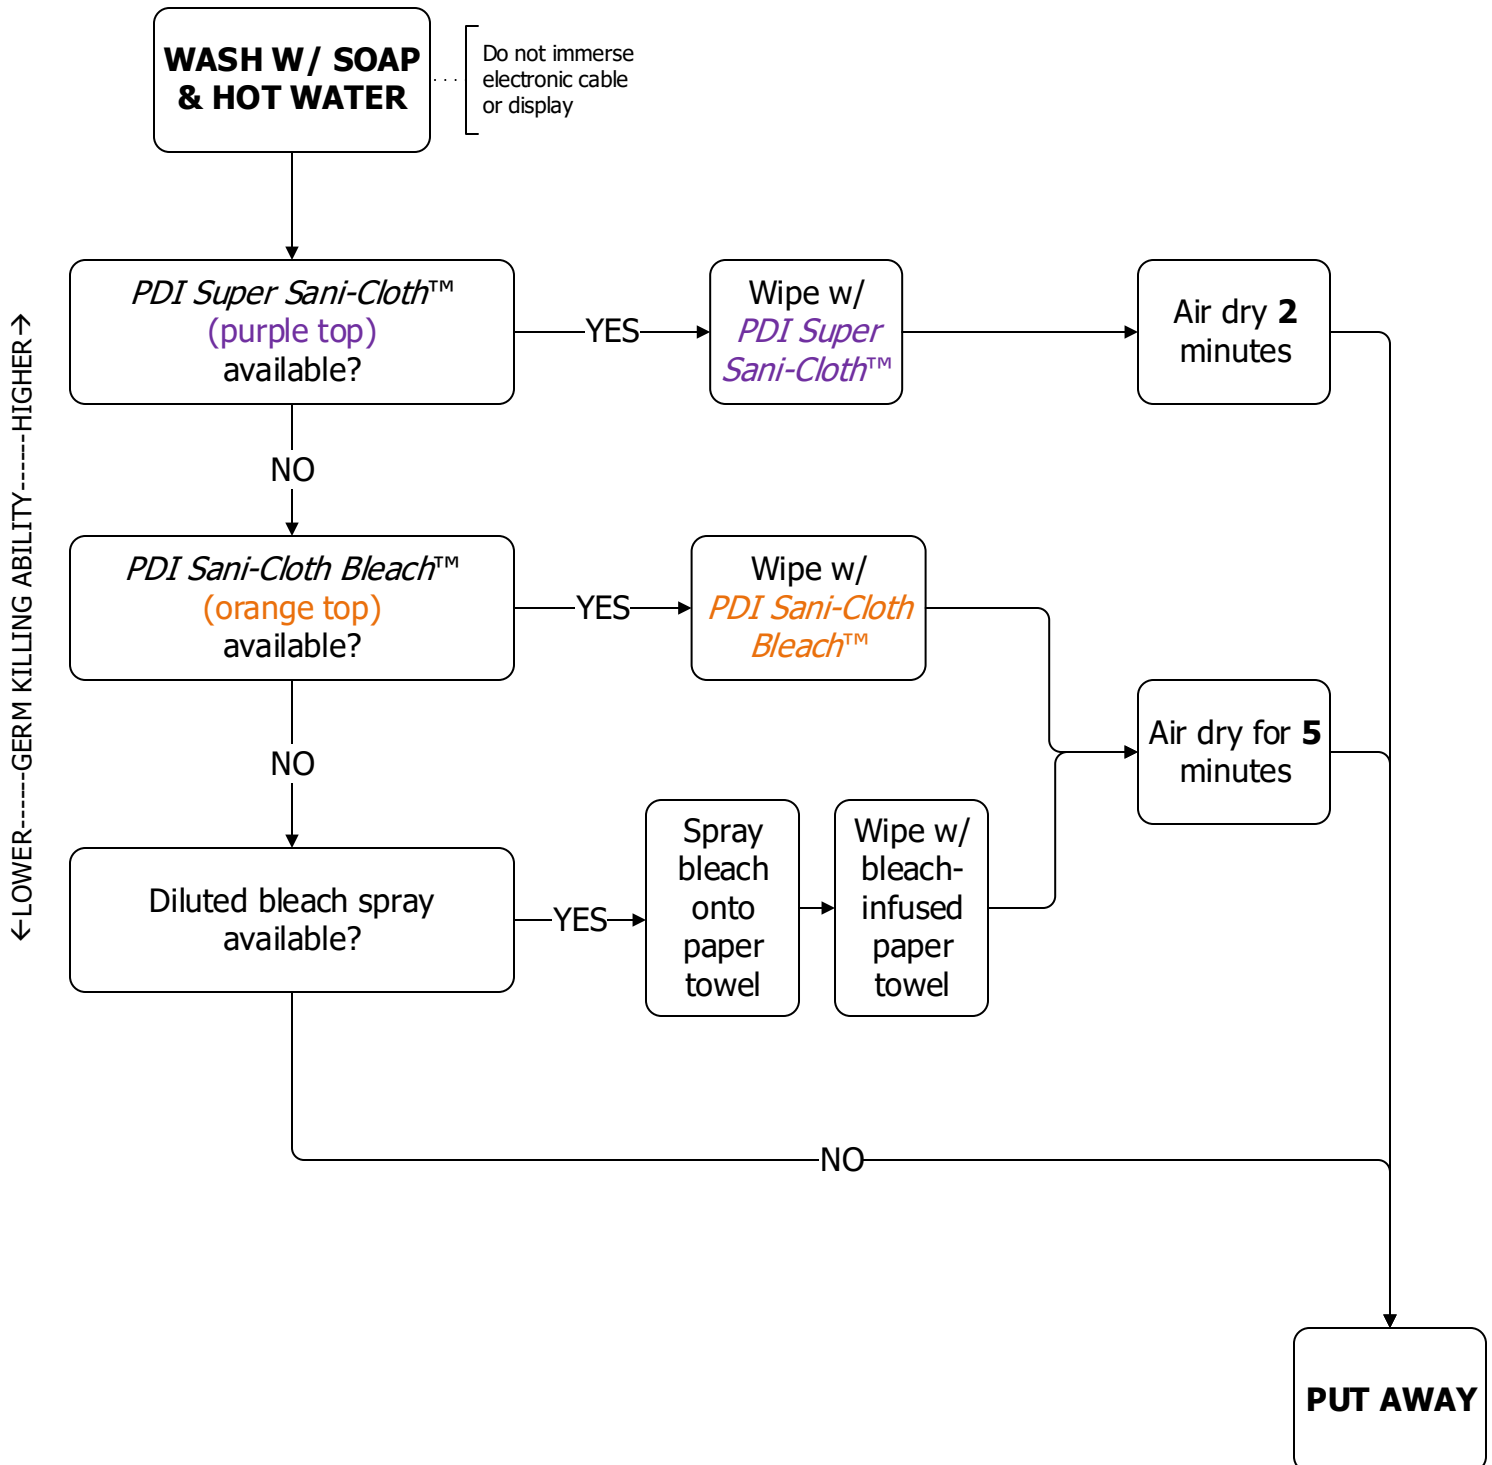 WASH W/ SOAP
& HOT WATER
Do not immerse
electronic cable
or display
PDI Super Sani-Cloth™
(purple top)
available?
YES
Wipe w/
PDI Super
Sani-Cloth™
Air dry 2
minutes
NO
PDI Sani-Cloth Bleach™
(orange top)
available?
YES
Wipe w/
PDI Sani-Cloth
Bleach™
Air dry for 5
minutes
NO
Diluted bleach spray
available?
YES
Spray
bleach
onto
paper
towel
Wipe w/
bleach-
infused
paper
towel
NO
PUT AWAY
←LOWER------GERM KILLING ABILITY------HIGHER→